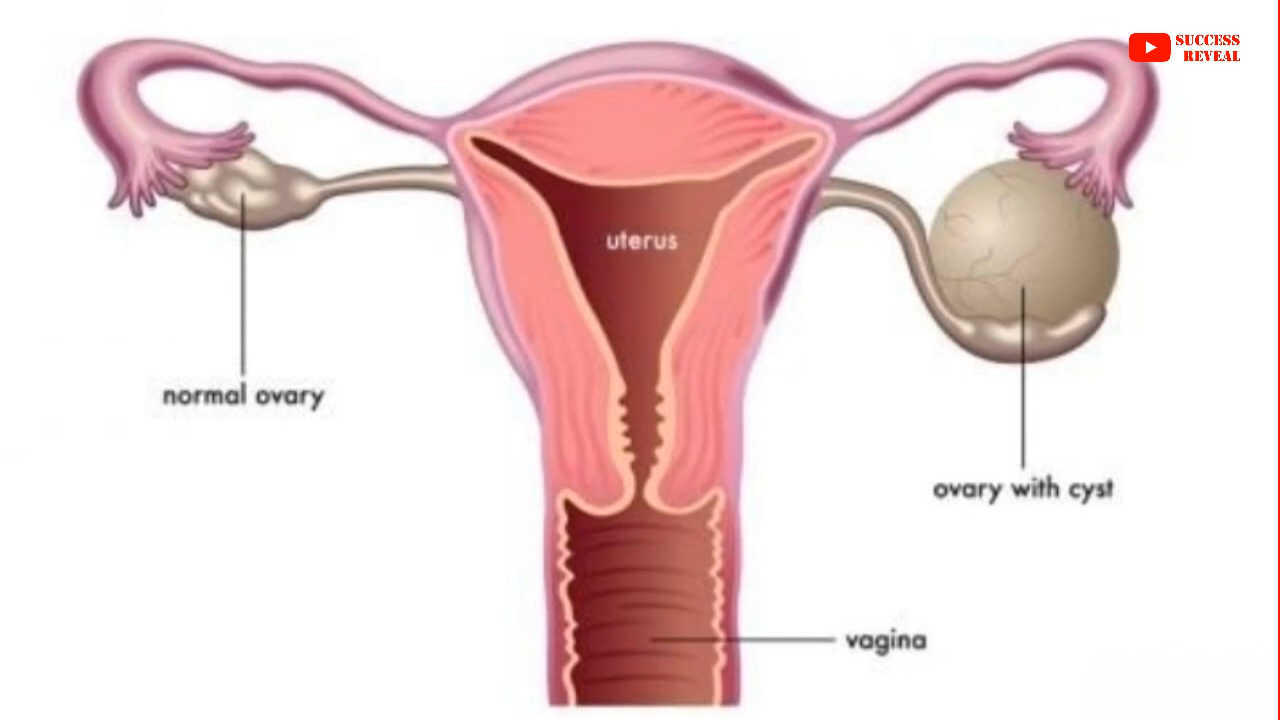 SUCCESS
REVEAL
uterus
normal ovary
ovary with cyst
vagina